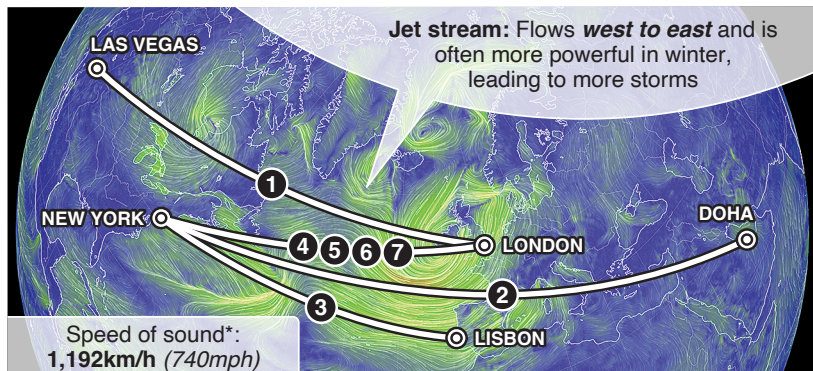 Jet stream: Flows west to east and is
often more powerful in winter,
leading to more storms
LAS VEGAS
1
NEW YORK
4 5 6 7
LONDON
DOHA
2
3
LISBON
Speed of sound*:
1,192km/h (740mph)